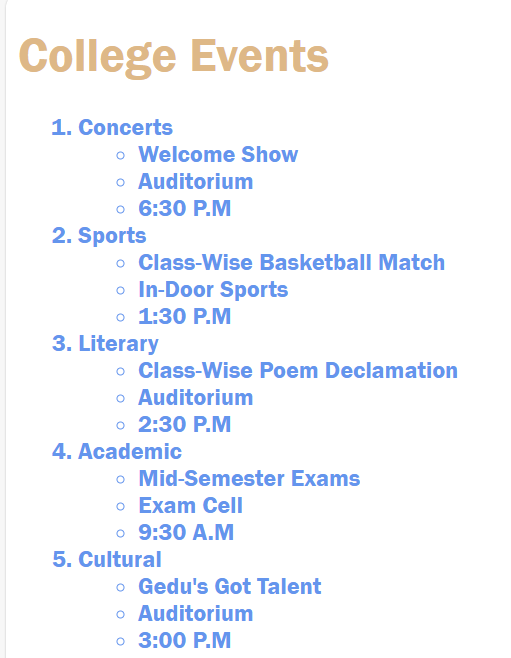 College Events
1. Concerts
Welcome Show
Auditorium
6:30 P.M
2. Sports
Class-Wise Basketball Match
In-Door Sports
1:30 P.M
3. Literary
Class-Wise Poem Declamation
Auditorium
2:30 P.M
4. Academic
Mid-Semester Exams
Exam Cell
9:30 A.M
5. Cultural
Gedu's Got Talent
Auditorium
3:00 P.M